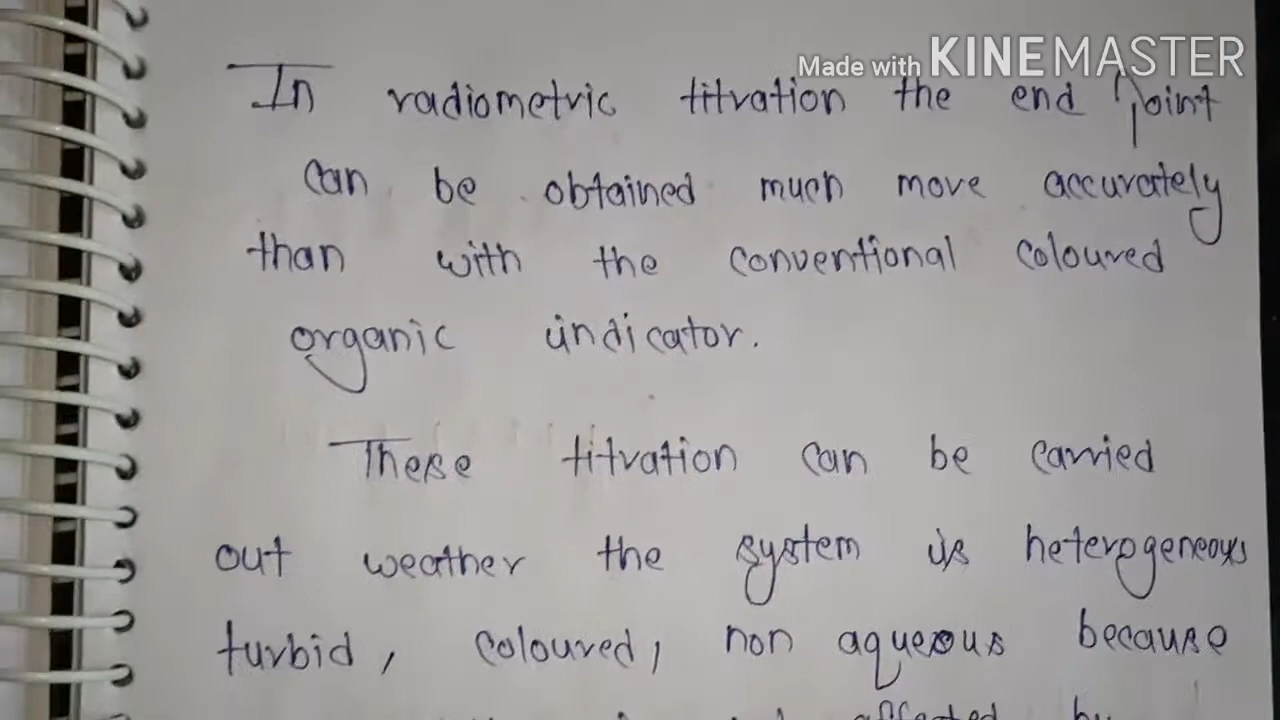 Made with KINEMASTER
In radiometric titration the end point
can be obtained much more accurately
than with the conventional coloured
organic indicator.
These titration can be carried
out weather the system is heterogeneous
turbid, coloured, non aqueous because
affected by